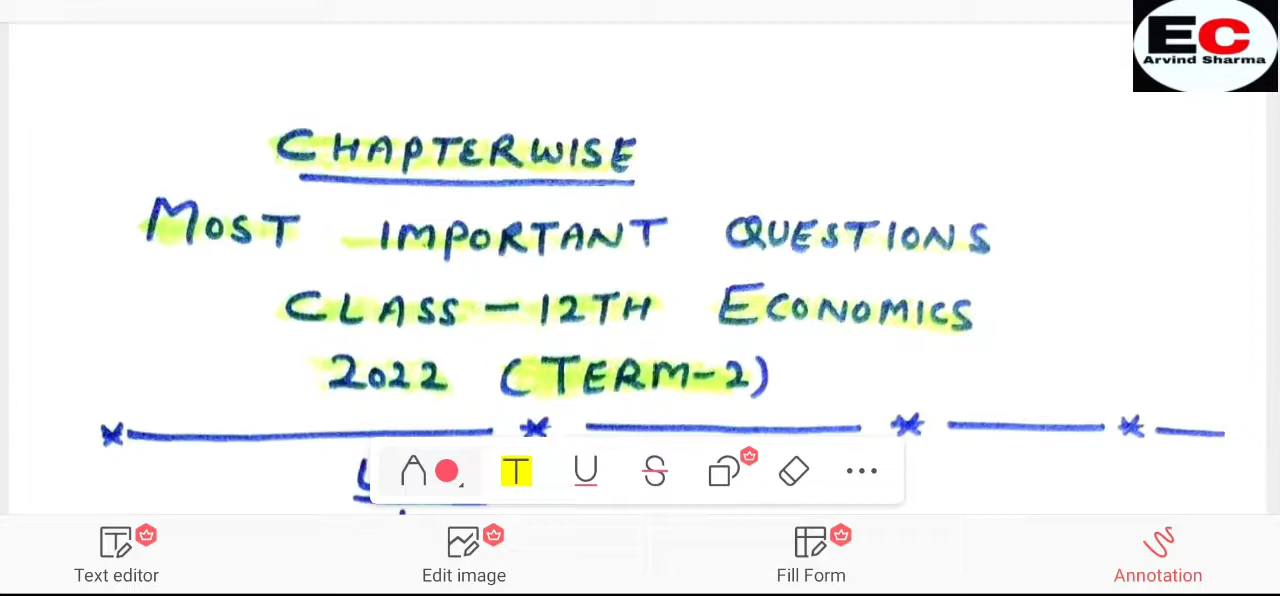 EC
Arvind Sharma
CHAPTERWISE
MOST IMPORTANT QUESTIONS
CLASS - 12TH ECONOMICS
2022 (TERM-2)
T U S
Text editor Edit image Fill Form Annotation